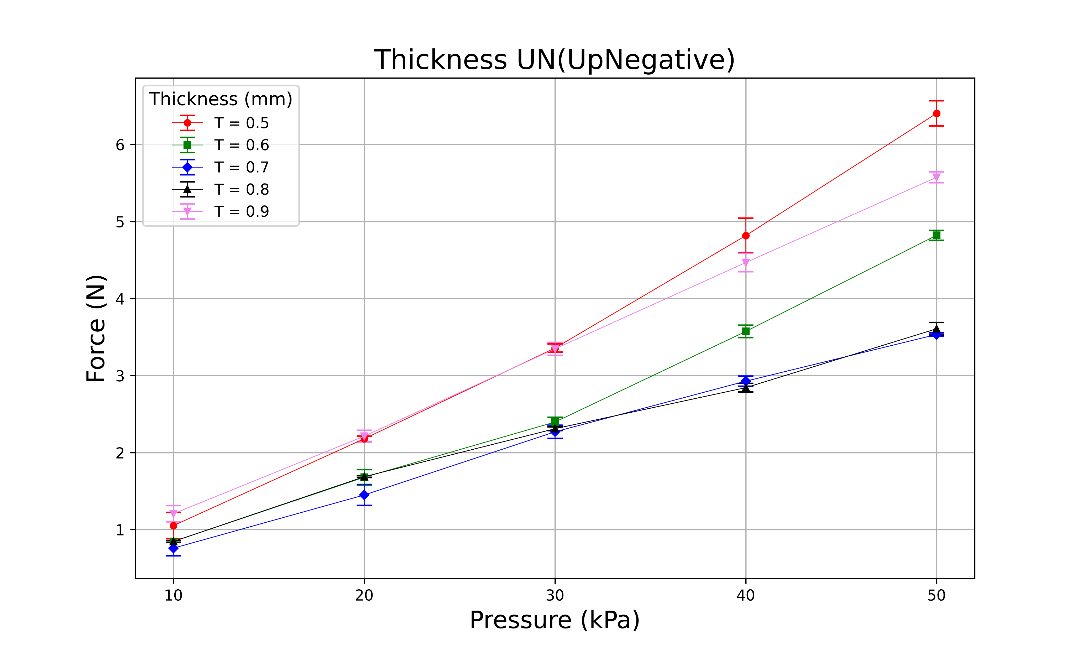 Thickness UN(UpNegative)
Thickness (mm)
T = 0.5
T = 0.6
T = 0.7
T = 0.8
T = 0.9
6
5
4
3
2
1
Force (N)
10 20 30 40 50
Pressure (kPa)